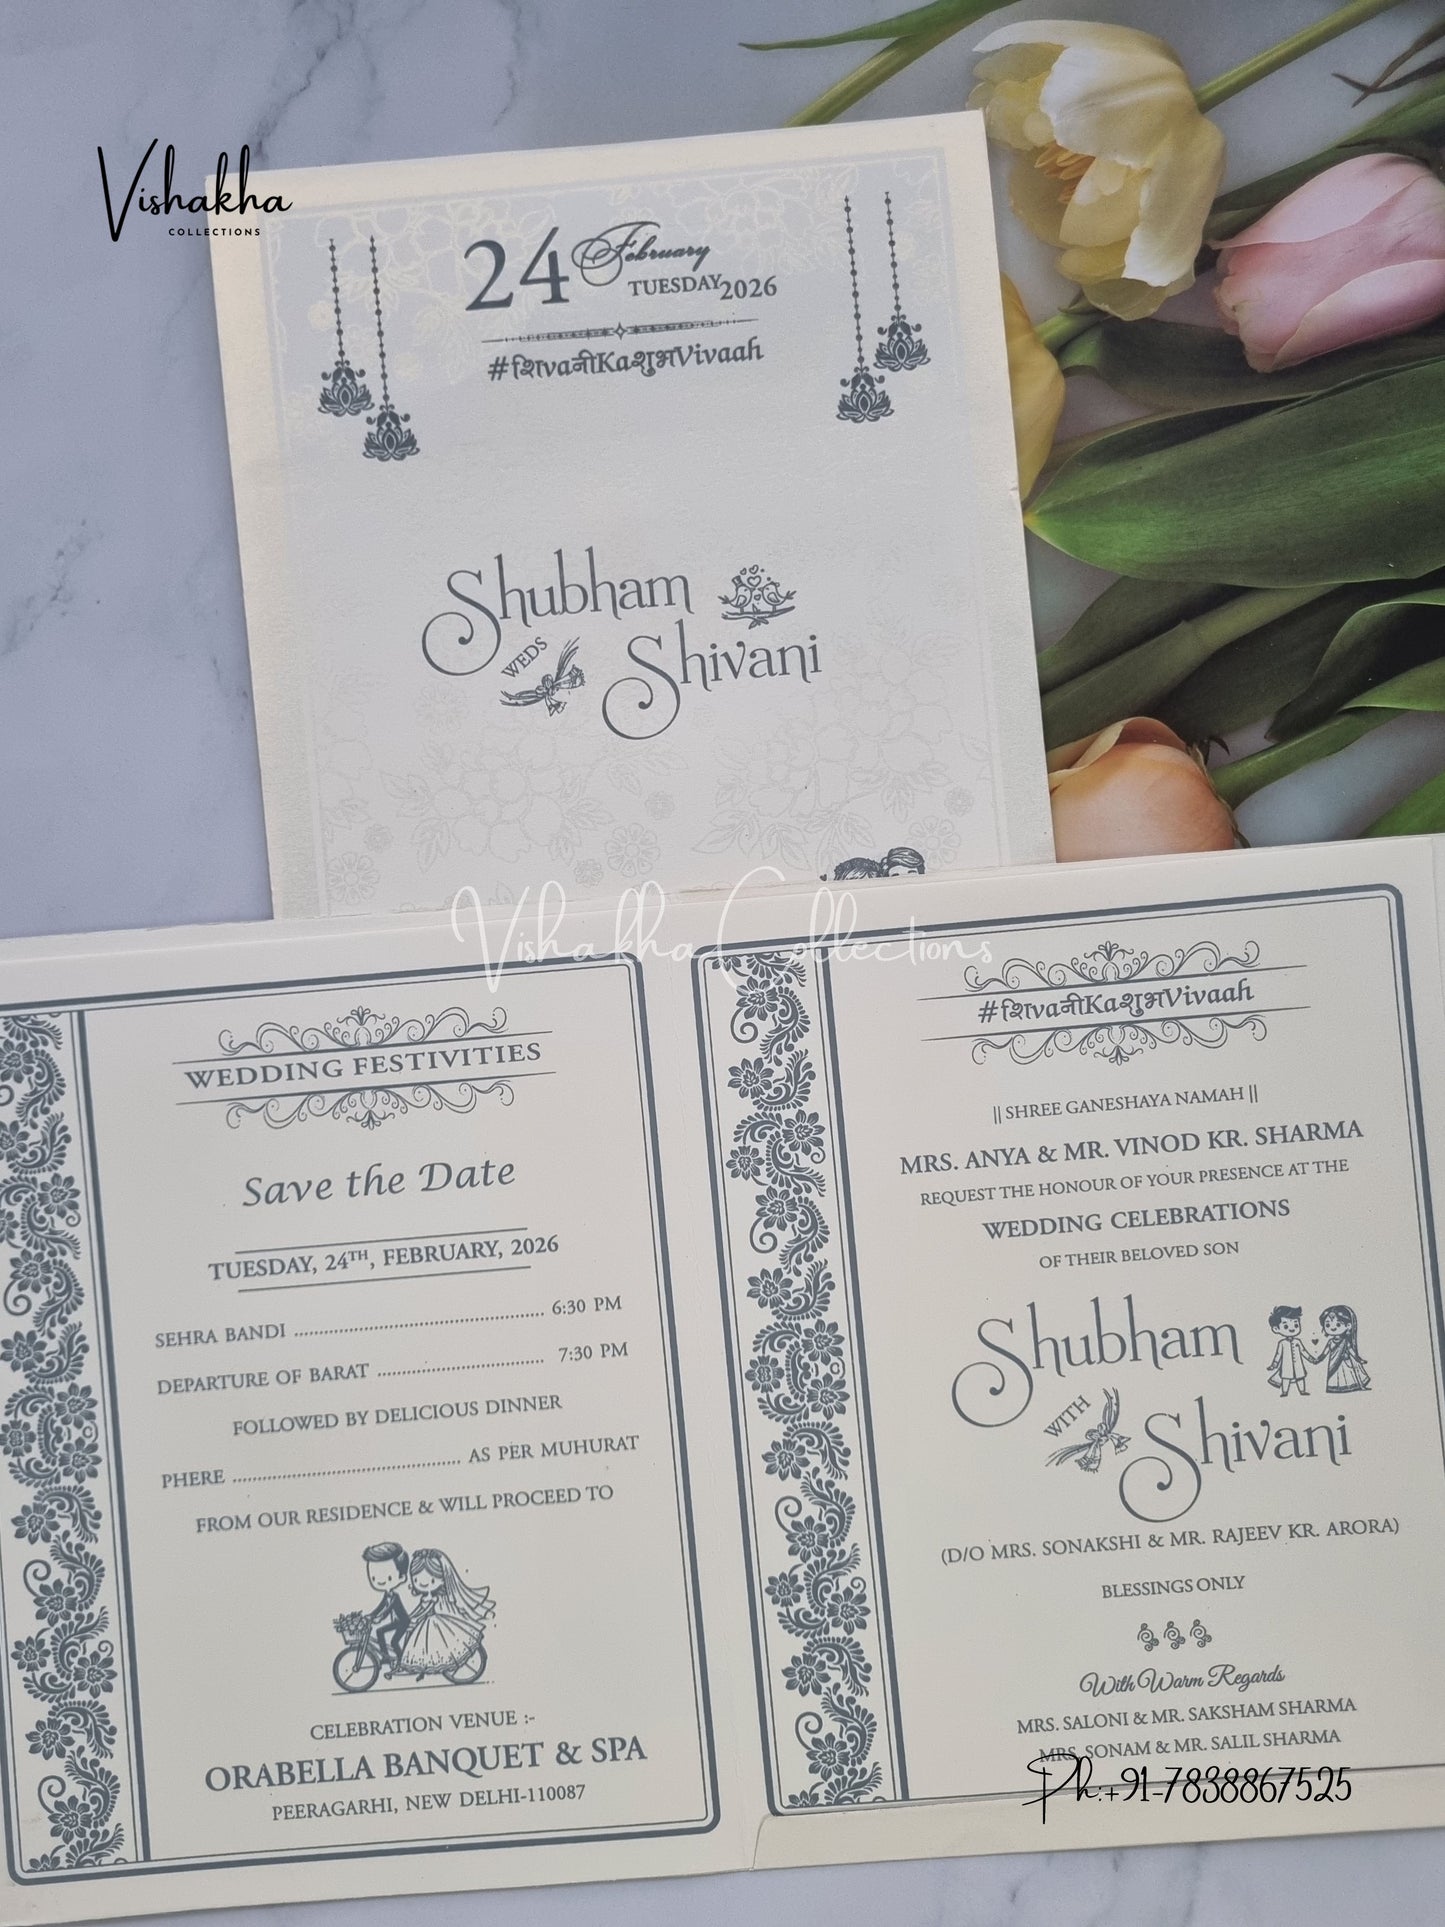 Vishakha
COLLECTIONS
24 February
TUESDAY 2026
#शिvaनीKaशुभVivaah
Shubham
WEDS
Shivani
Vishakha Collections
WEDDING FESTIVITIES
Save the Date
TUESDAY, 24TH, FEBRUARY, 2026
SEHRA BANDI ........................................ 6:30 PM
DEPARTURE OF BARAT ........................... 7:30 PM
FOLLOWED BY DELICIOUS DINNER
PHERE ..................................... AS PER MUHURAT
FROM OUR RESIDENCE & WILL PROCEED TO
CELEBRATION VENUE :-
ORABELLA BANQUET & SPA
PEERAGARHI, NEW DELHI-110087
#शिvaनीKaशुभVivaah
|| SHREE GANESHAYA NAMAH ||
MRS. ANYA & MR. VINOD KR. SHARMA
REQUEST THE HONOUR OF YOUR PRESENCE AT THE
WEDDING CELEBRATIONS
OF THEIR BELOVED SON
Shubham
WITH
Shivani
(D/O MRS. SONAKSHI & MR. RAJEEV KR. ARORA)
BLESSINGS ONLY
With Warm Regards
MRS. SALONI & MR. SAKSHAM SHARMA
MRS. SONAM & MR. SALIL SHARMA
Ph:+91-7838867525